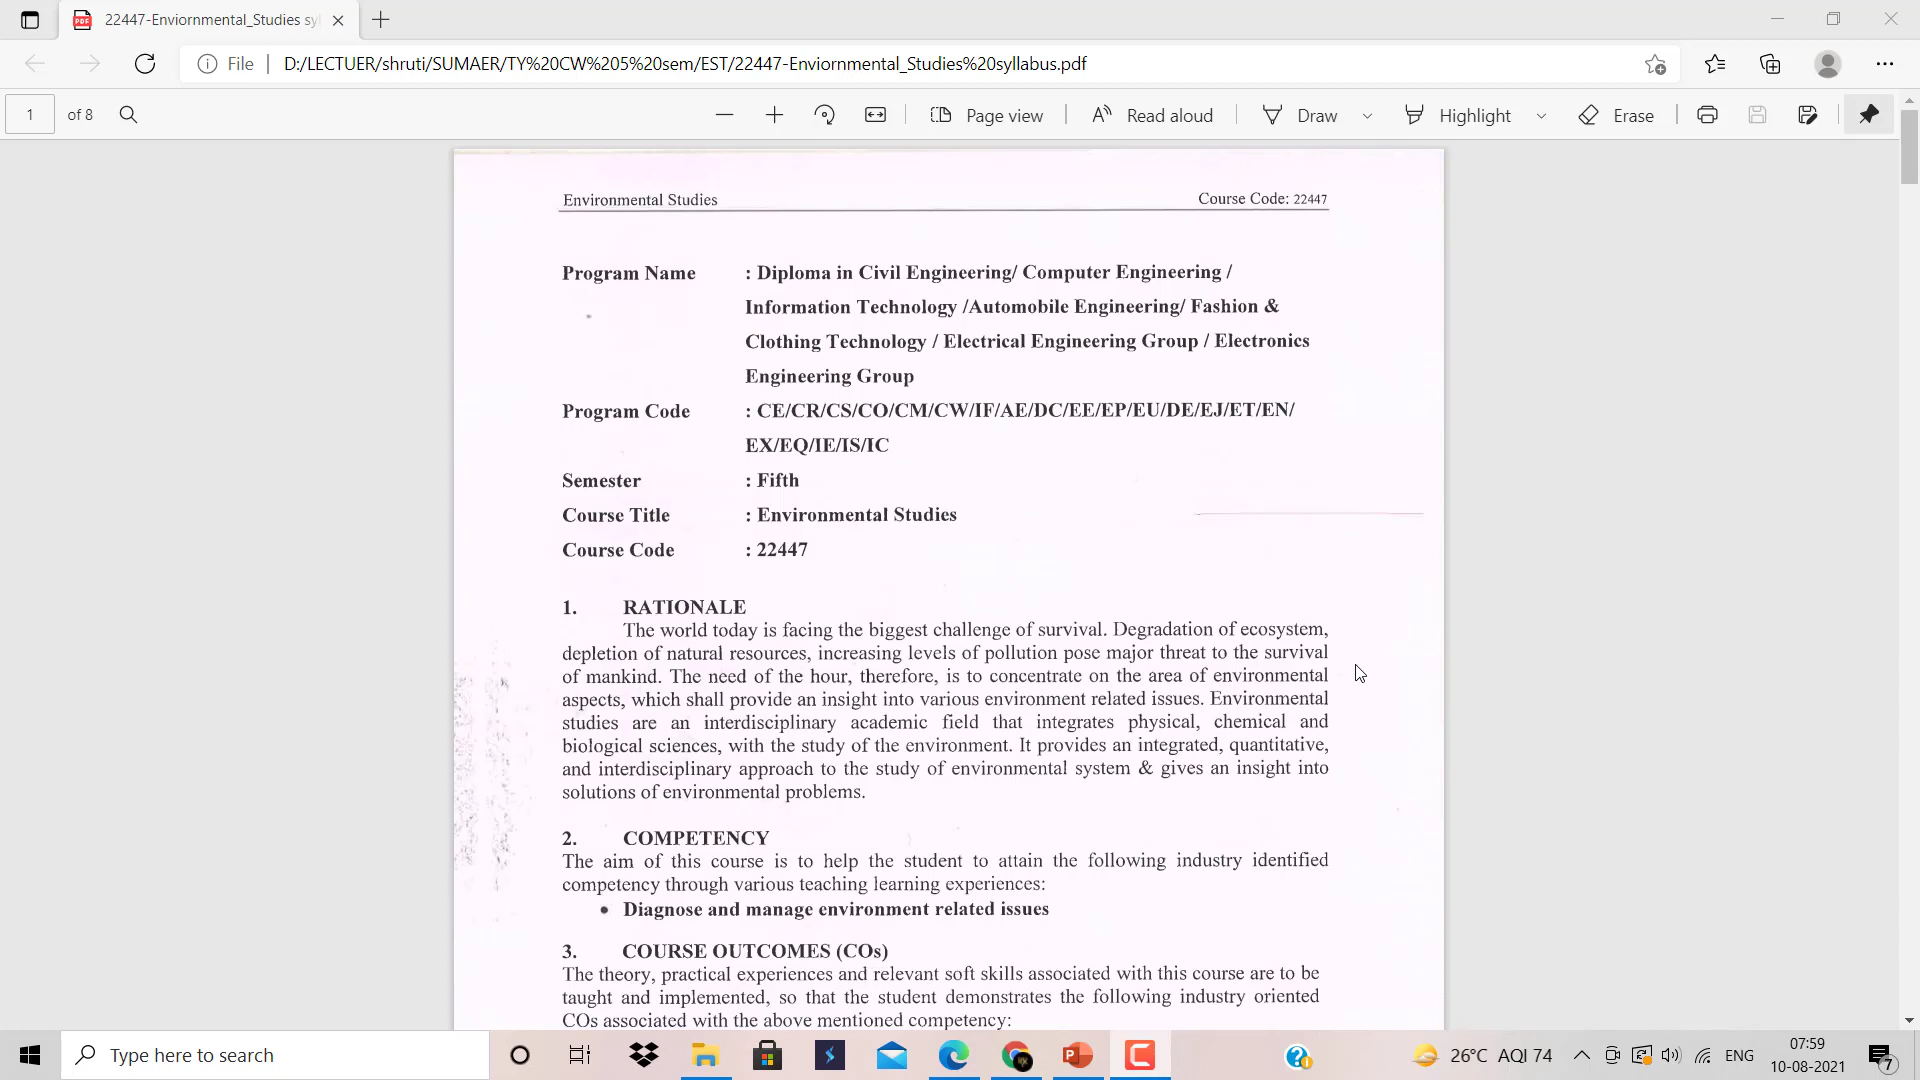 22447-Enviornmental_Studies sy
File
D:/LECTUER/shruti/SUMAER/TY%20CW%205%20sem/EST/22447-Enviornmental_Studies%20syllabus.pdf
1 of 8
Page view
Read aloud
Draw
Highlight
Erase
Environmental Studies Course Code: 22447
Program Name : Diploma in Civil Engineering/ Computer Engineering /
Information Technology /Automobile Engineering/ Fashion &
Clothing Technology / Electrical Engineering Group / Electronics
Engineering Group
Program Code : CE/CR/CS/CO/CM/CW/IF/AE/DC/EE/EP/EU/DE/EJ/ET/EN/
EX/EQ/IE/IS/IC
Semester : Fifth
Course Title : Environmental Studies
Course Code : 22447
1. RATIONALE
The world today is facing the biggest challenge of survival. Degradation of ecosystem,
depletion of natural resources, increasing levels of pollution pose major threat to the survival
of mankind. The need of the hour, therefore, is to concentrate on the area of environmental
aspects, which shall provide an insight into various environment related issues. Environmental
studies are an interdisciplinary academic field that integrates physical, chemical and
biological sciences, with the study of the environment. It provides an integrated, quantitative,
and interdisciplinary approach to the study of environmental system & gives an insight into
solutions of environmental problems.
2. COMPETENCY
The aim of this course is to help the student to attain the following industry identified
competency through various teaching learning experiences:
• Diagnose and manage environment related issues
3. COURSE OUTCOMES (COs)
The theory, practical experiences and relevant soft skills associated with this course are to be
taught and implemented, so that the student demonstrates the following industry oriented
COs associated with the above mentioned competency:
Type here to search
26°C AQI 74
ENG
07:59
10-08-2021
7